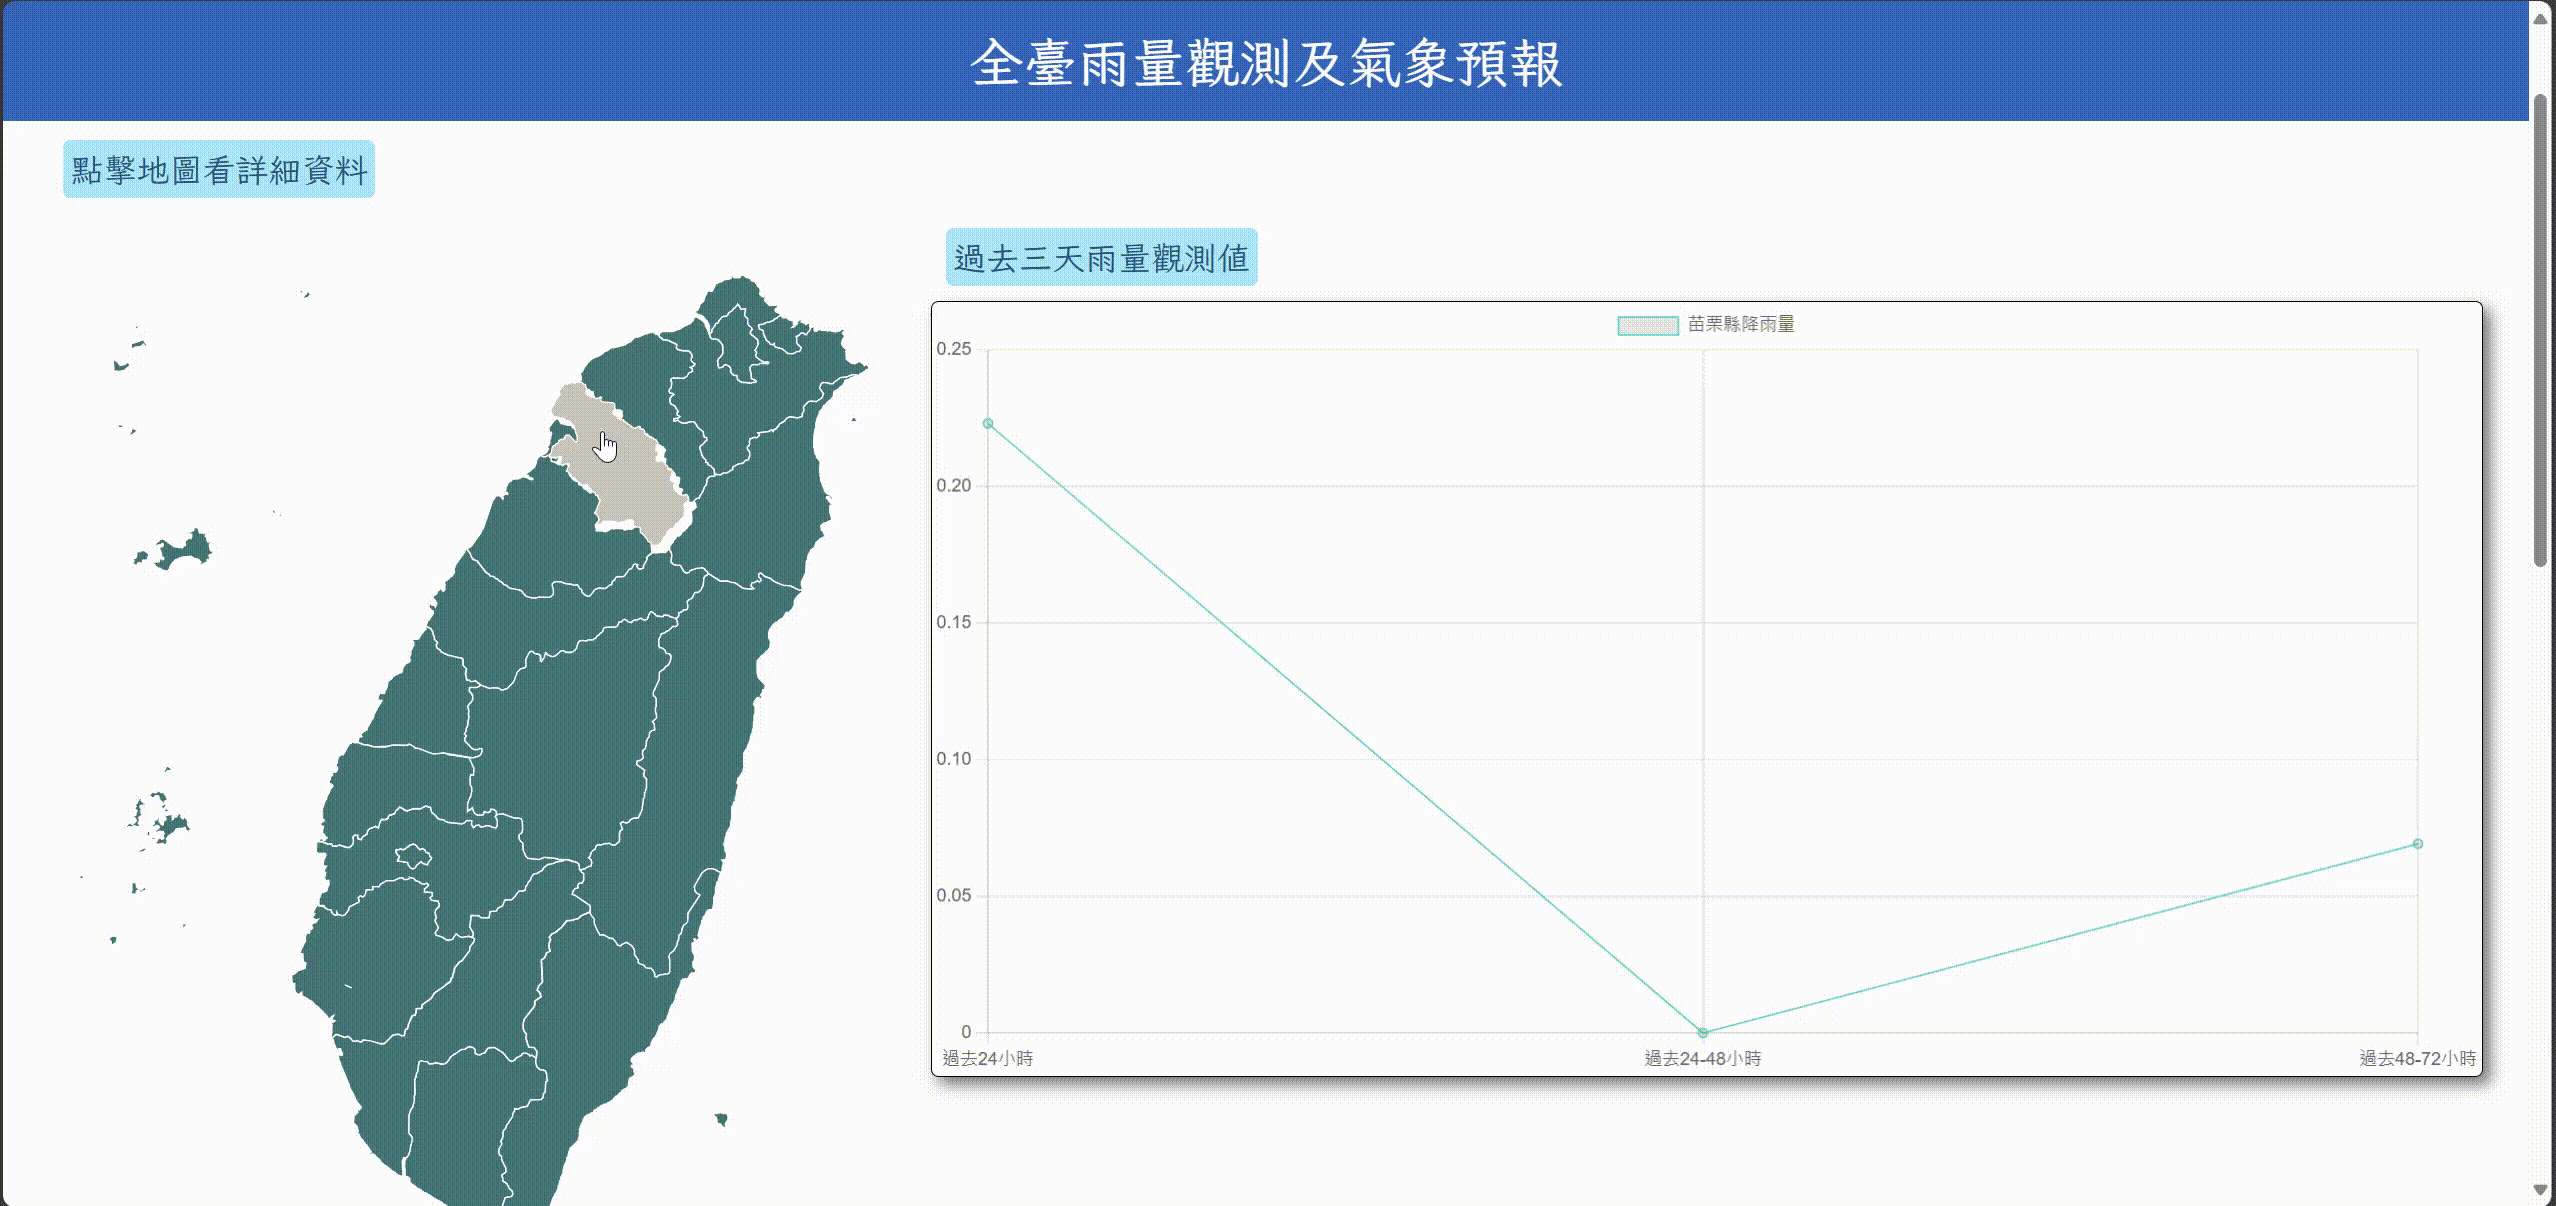 全臺雨量觀測及氣象預報
點擊地圖看詳細資料
過去三天雨量觀測值
苗栗縣降雨量
0.25
0.20
0.15
0.10
0.05
0
過去24小時
過去24-48小時
過去48-72小時